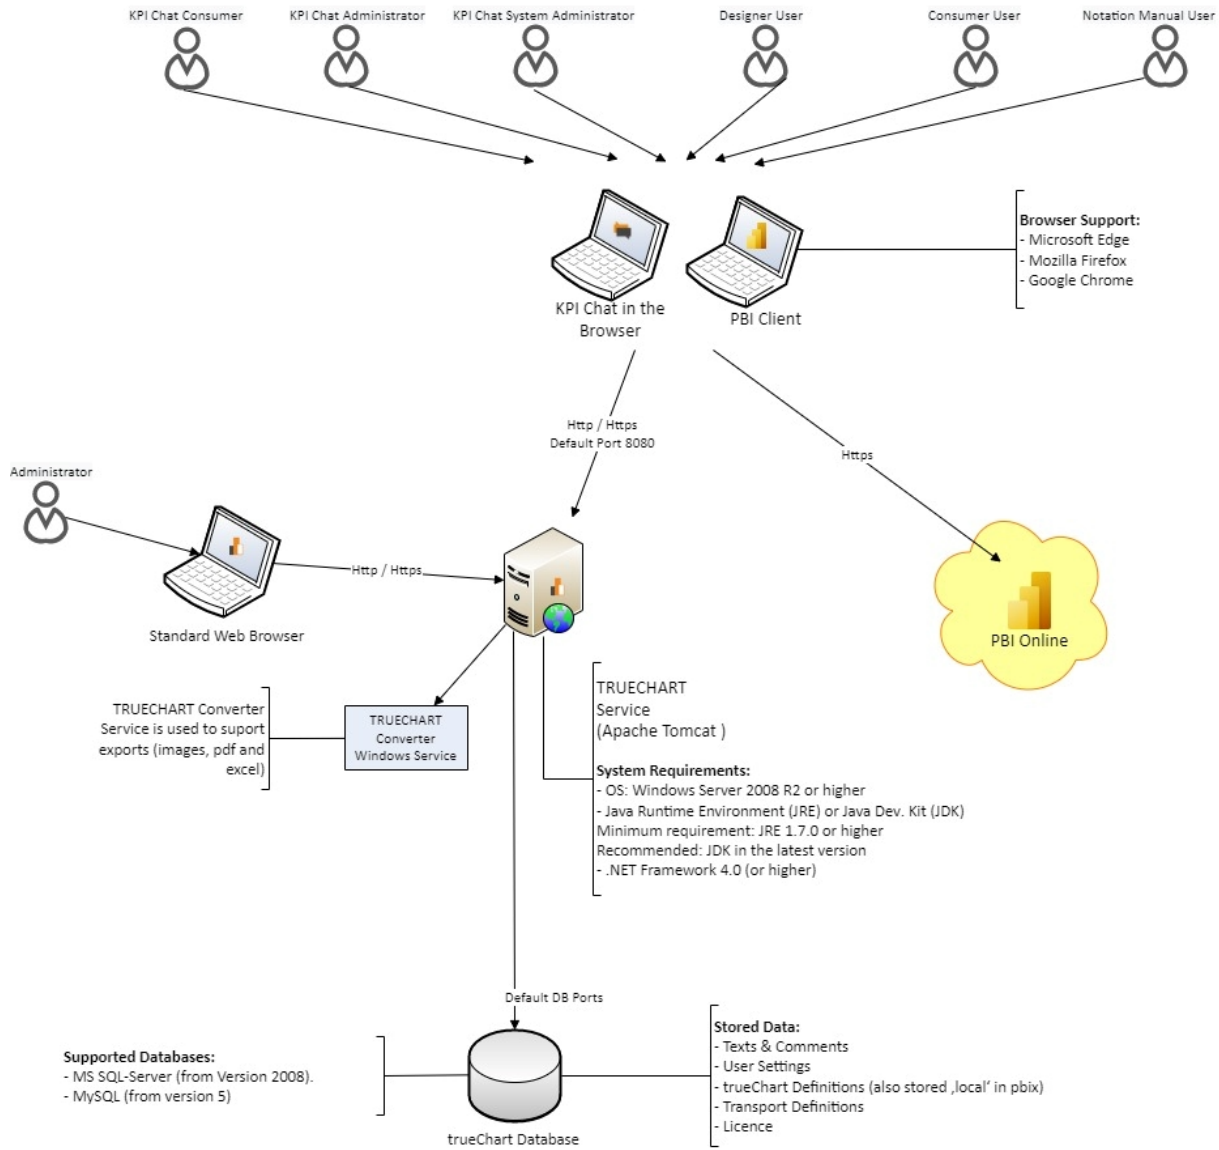 KPI Chat Consumer
KPI Chat Administrator
KPI Chat System Administrator
Designer User
Consumer User
Notation Manual User
KPI Chat in the
Browser
PBI Client
Browser Support:
- Microsoft Edge
- Mozilla Firefox
- Google Chrome
Http / Https
Default Port 8080
Https
Administrator
Standard Web Browser
Http / Https
PBI Online
TRUECHART Converter
Service is used to suport
exports (images, pdf and
excel)
TRUECHART
Converter
Windows Service
TRUECHART
Service
(Apache Tomcat )
System Requirements:
- OS: Windows Server 2008 R2 or higher
- Java Runtime Environment (JRE) or Java Dev. Kit (JDK)
Minimum requirement: JRE 1.7.0 or higher
Recommended: JDK in the latest version
- .NET Framework 4.0 (or higher)
Default DB Ports
Supported Databases:
- MS SQL-Server (from Version 2008).
- MySQL (from version 5)
trueChart Database
Stored Data:
- Texts & Comments
- User Settings
- trueChart Definitions (also stored ‚local‘ in pbix)
- Transport Definitions
- Licence